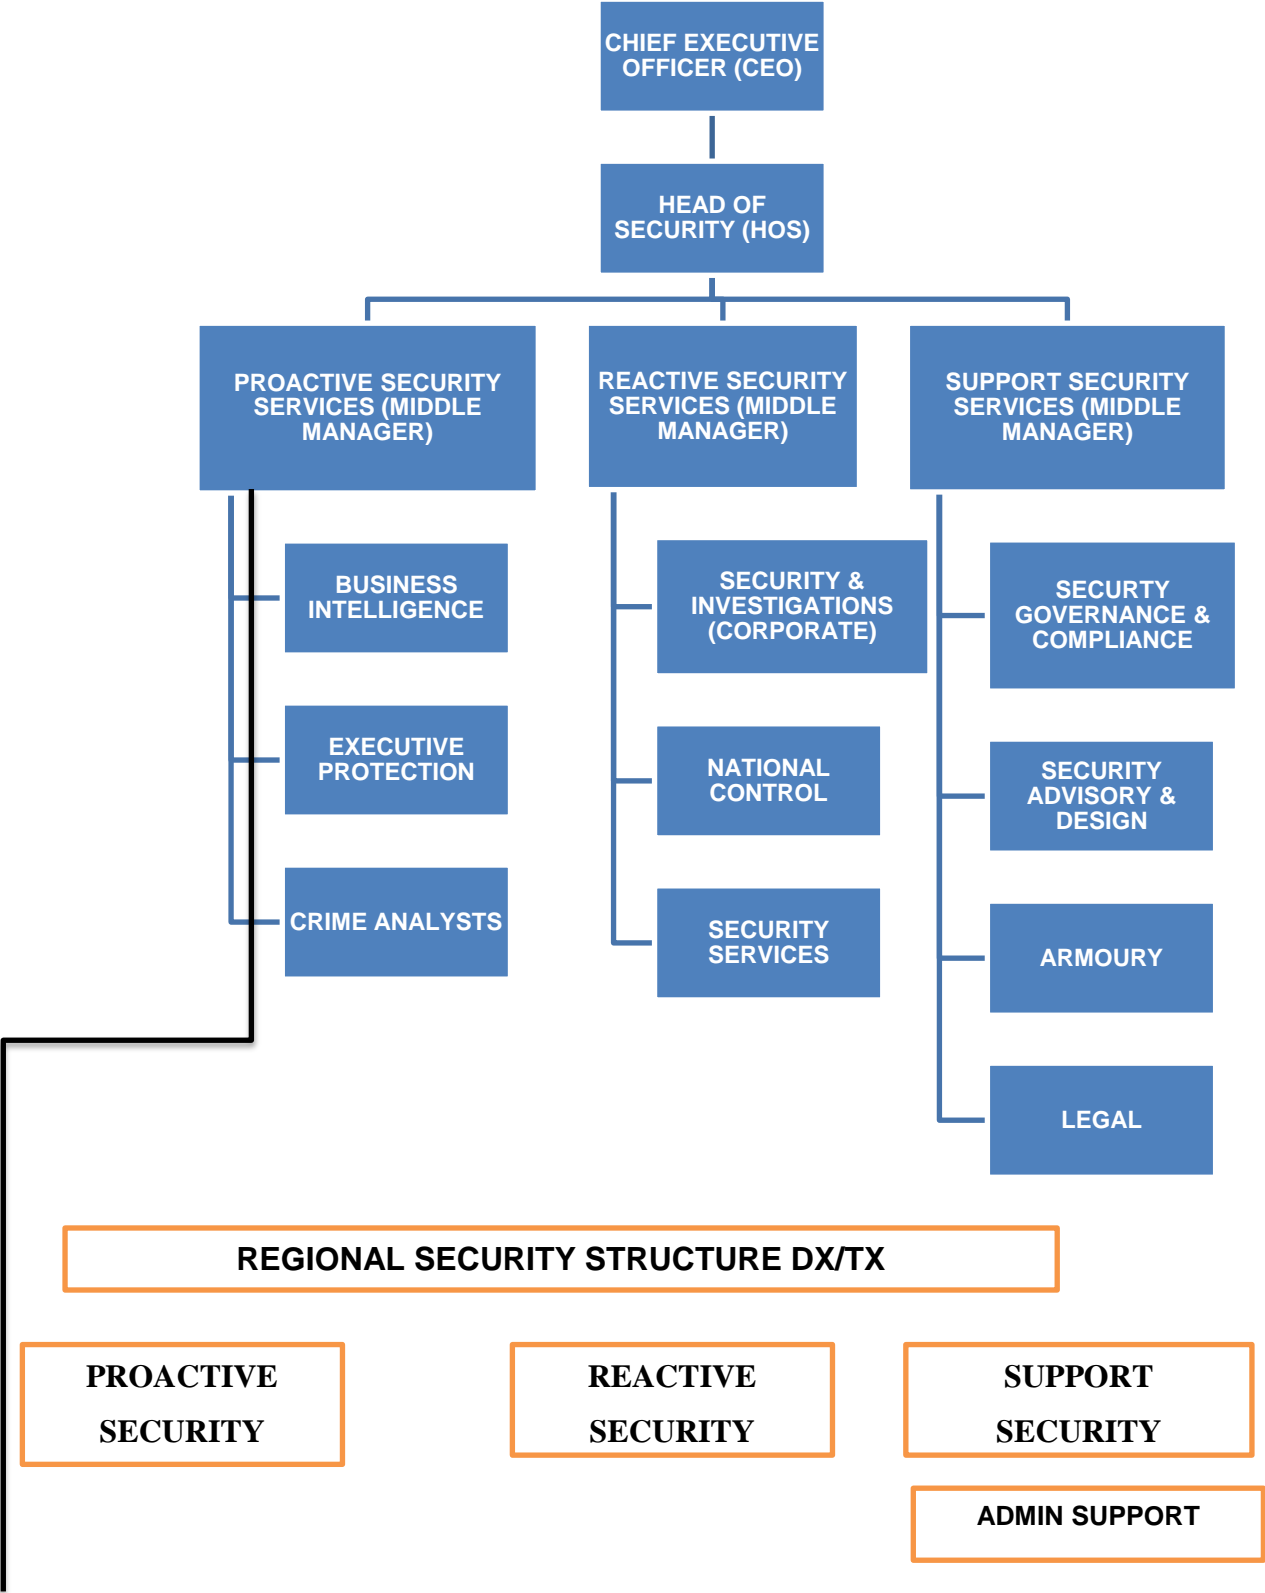 CHIEF EXECUTIVE
OFFICER (CEO)
HEAD OF
SECURITY (HOS)
PROACTIVE SECURITY
SERVICES (MIDDLE
MANAGER)
REACTIVE SECURITY
SERVICES (MIDDLE
MANAGER)
SUPPORT SECURITY
SERVICES (MIDDLE
MANAGER)
BUSINESS
INTELLIGENCE
EXECUTIVE
PROTECTION
CRIME ANALYSTS
SECURITY &
INVESTIGATIONS
(CORPORATE)
NATIONAL
CONTROL
SECURITY
SERVICES
SECURTY
GOVERNANCE &
COMPLIANCE
SECURITY
ADVISORY &
DESIGN
ARMOURY
LEGAL
REGIONAL SECURITY STRUCTURE DX/TX
PROACTIVE
SECURITY
REACTIVE
SECURITY
SUPPORT
SECURITY
ADMIN SUPPORT